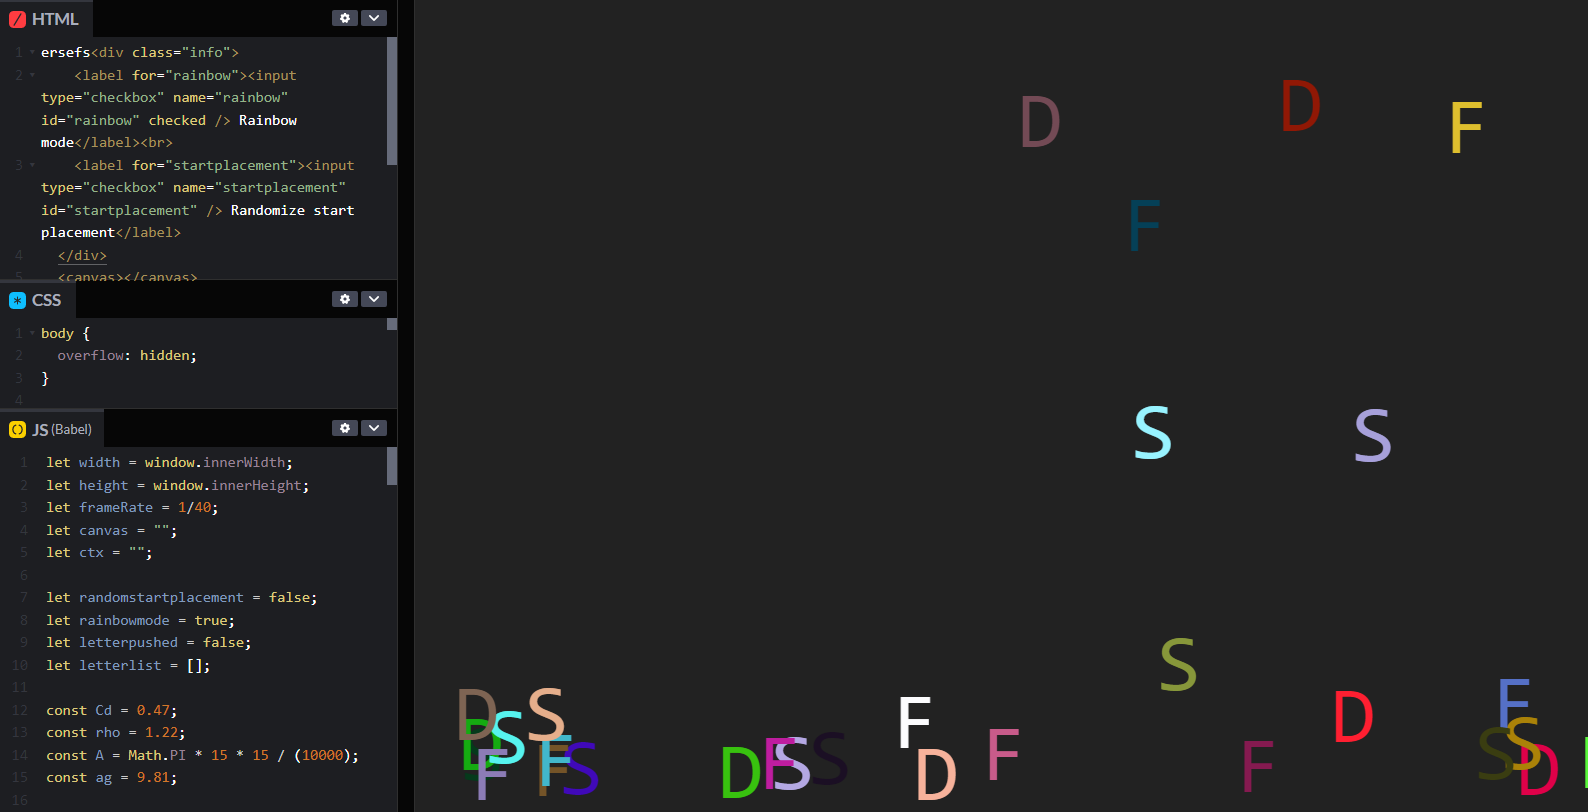 HTML
1 ersefs<div class="info">
2 <label for="rainbow"><input
type="checkbox" name="rainbow"
id="rainbow" checked /> Rainbow
mode</label><br>
3 <label for="startplacement"><input
type="checkbox" name="startplacement"
id="startplacement" /> Randomize start
placement</label>
4 </div>
5 <canvas></canvas>
CSS
1 body {
2 overflow: hidden;
3 }
4
JS (Babel)
1 let width = window.innerWidth;
2 let height = window.innerHeight;
3 let frameRate = 1/40;
4 let canvas = "";
5 let ctx = "";
6
7 let randomstartplacement = false;
8 let rainbowmode = true;
9 let letterpushed = false;
10 let letterlist = [];
11
12 const Cd = 0.47;
13 const rho = 1.22;
14 const A = Math.PI * 15 * 15 / (10000);
15 const ag = 9.81;
16
D D F
F
S S
S
D S S F D F
D S F F S D F S S F D F S S D